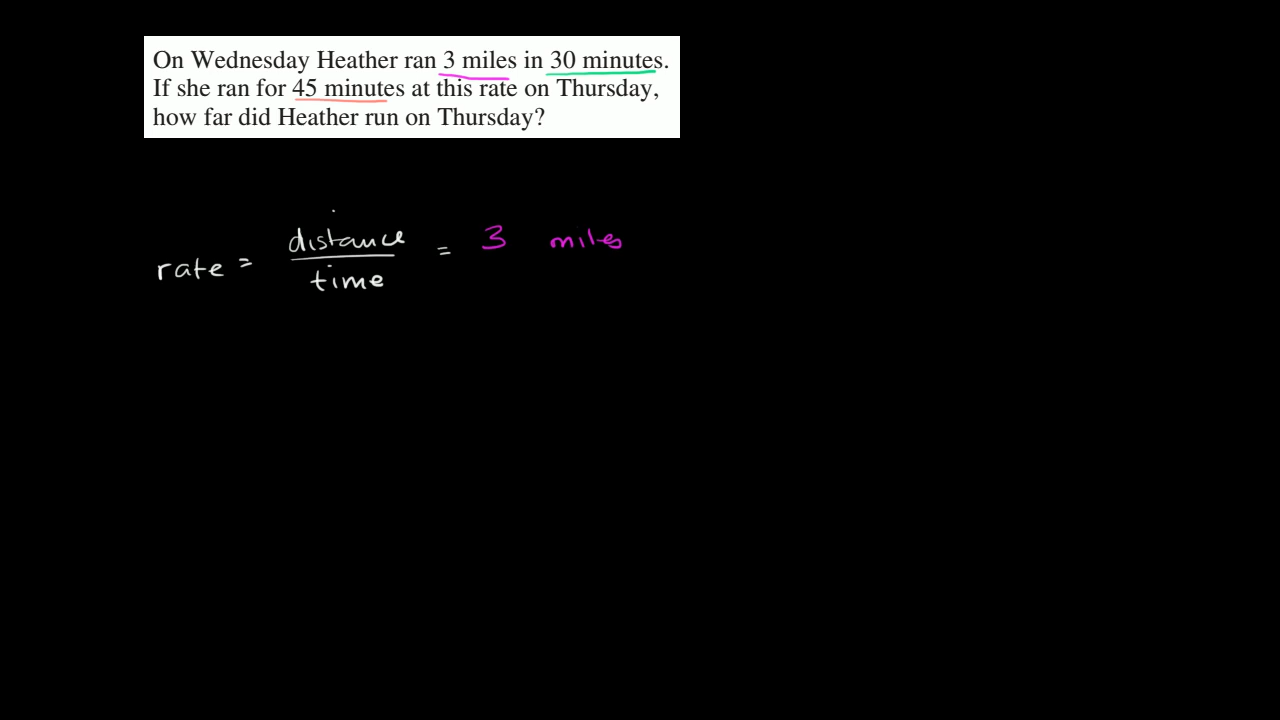 On Wednesday Heather ran 3 miles in 30 minutes.
If she ran for 45 minutes at this rate on Thursday,
how far did Heather run on Thursday?
rate = distance / time = 3 miles